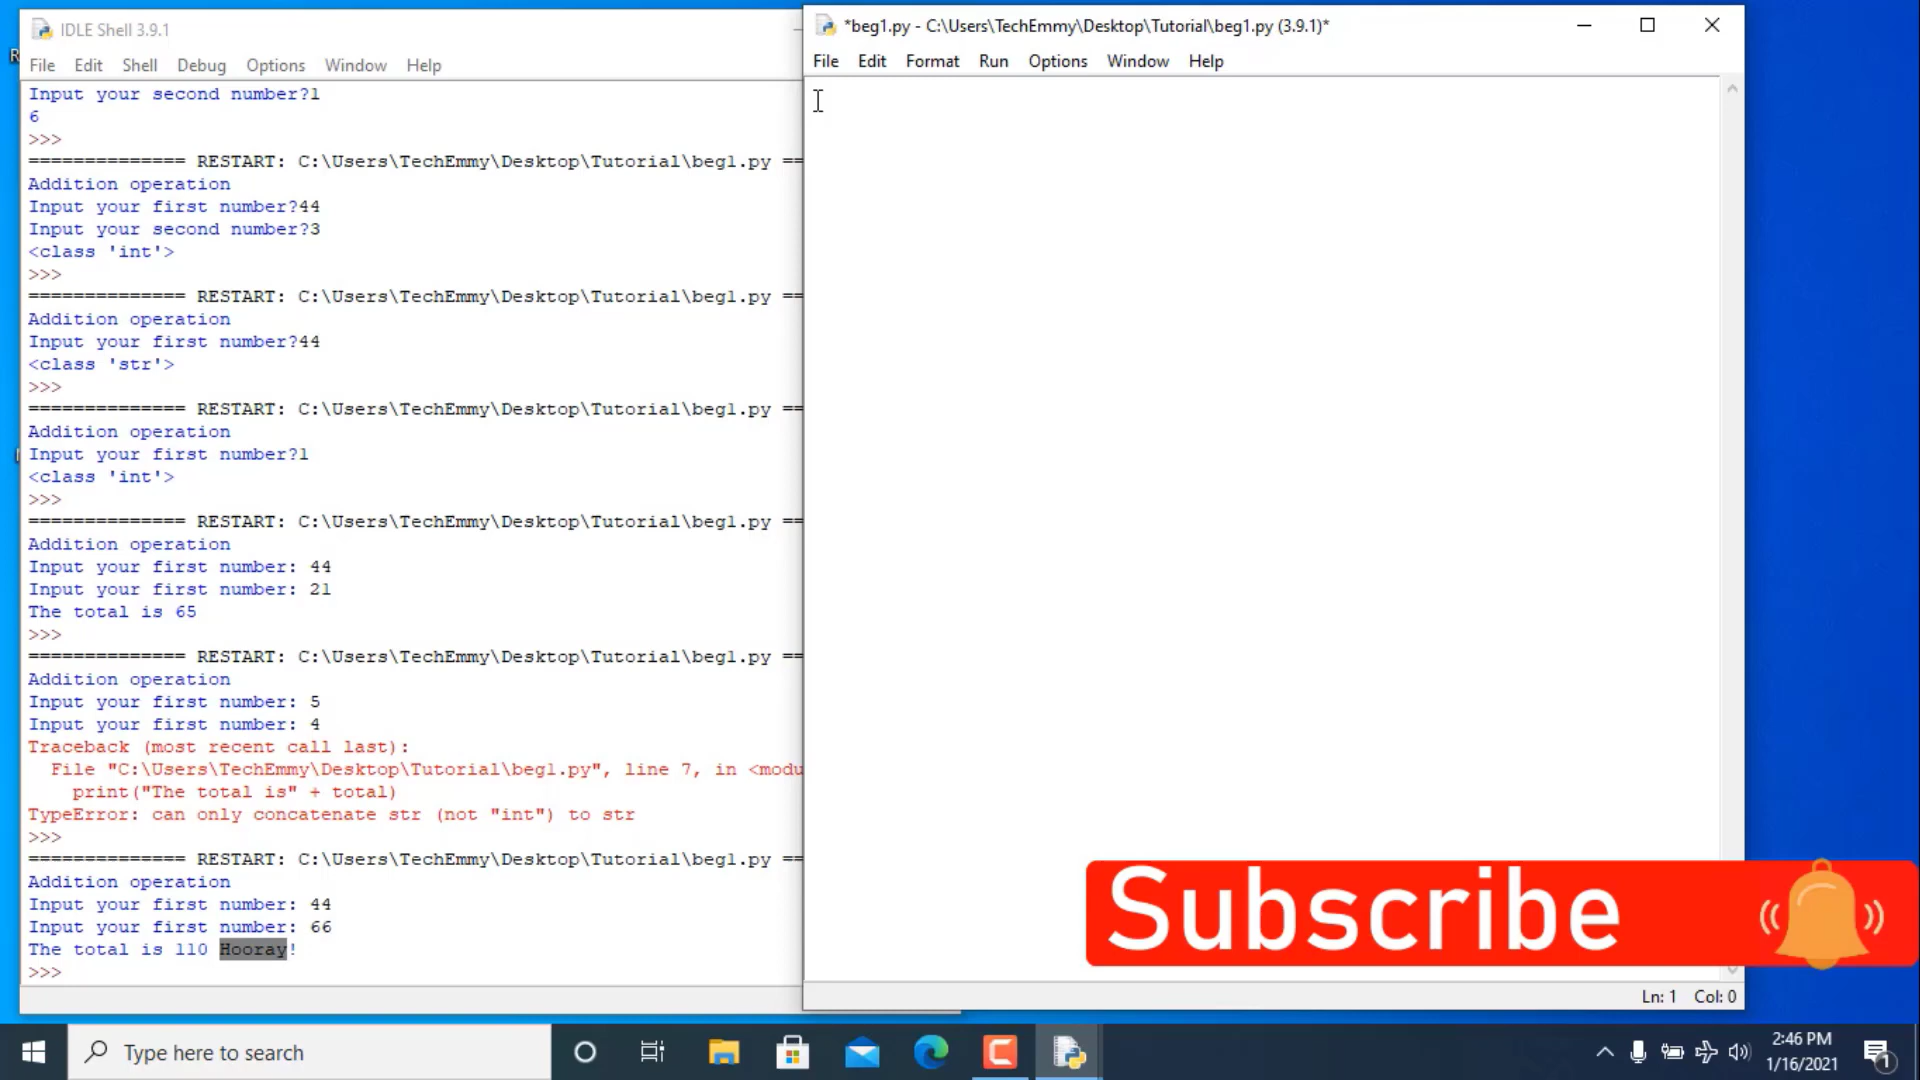 IDLE Shell 3.9.1
File Edit Shell Debug Options Window Help
Input your second number?1
6
>>>
============== RESTART: C:\Users\TechEmmy\Desktop\Tutorial\beg1.py ==
Addition operation
Input your first number?44
Input your second number?3
<class 'int'>
>>>
============== RESTART: C:\Users\TechEmmy\Desktop\Tutorial\beg1.py ==
Addition operation
Input your first number?44
<class 'str'>
>>>
============== RESTART: C:\Users\TechEmmy\Desktop\Tutorial\beg1.py ==
Addition operation
Input your first number?1
<class 'int'>
>>>
============== RESTART: C:\Users\TechEmmy\Desktop\Tutorial\beg1.py ==
Addition operation
Input your first number: 44
Input your first number: 21
The total is 65
>>>
============== RESTART: C:\Users\TechEmmy\Desktop\Tutorial\beg1.py ==
Addition operation
Input your first number: 5
Input your first number: 4
Traceback (most recent call last):
  File "C:\Users\TechEmmy\Desktop\Tutorial\beg1.py", line 7, in <modu
    print("The total is" + total)
TypeError: can only concatenate str (not "int") to str
>>>
============== RESTART: C:\Users\TechEmmy\Desktop\Tutorial\beg1.py ==
Addition operation
Input your first number: 44
Input your first number: 66
The total is 110 Hooray!
>>>
*beg1.py - C:\Users\TechEmmy\Desktop\Tutorial\beg1.py (3.9.1)*
File Edit Format Run Options Window Help
Subscribe
Ln: 1 Col: 0
Type here to search
2:46 PM
1/16/2021
1